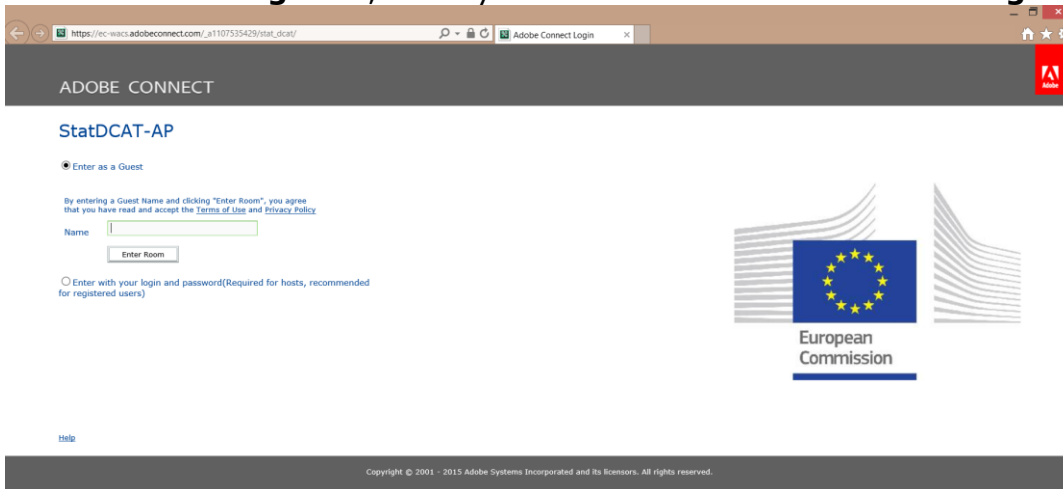 https://ec-wacs.adobeconnect.com/_a1107535429/stat_dcat/
Adobe Connect Login
ADOBE CONNECT
Adobe
StatDCAT-AP
Enter as a Guest
By entering a Guest Name and clicking "Enter Room", you agree
that you have read and accept the Terms of Use and Privacy Policy
Name
Enter Room
Enter with your login and password(Required for hosts, recommended
for registered users)
European
Commission
Help
Copyright © 2001 - 2015 Adobe Systems Incorporated and its licensors. All rights reserved.